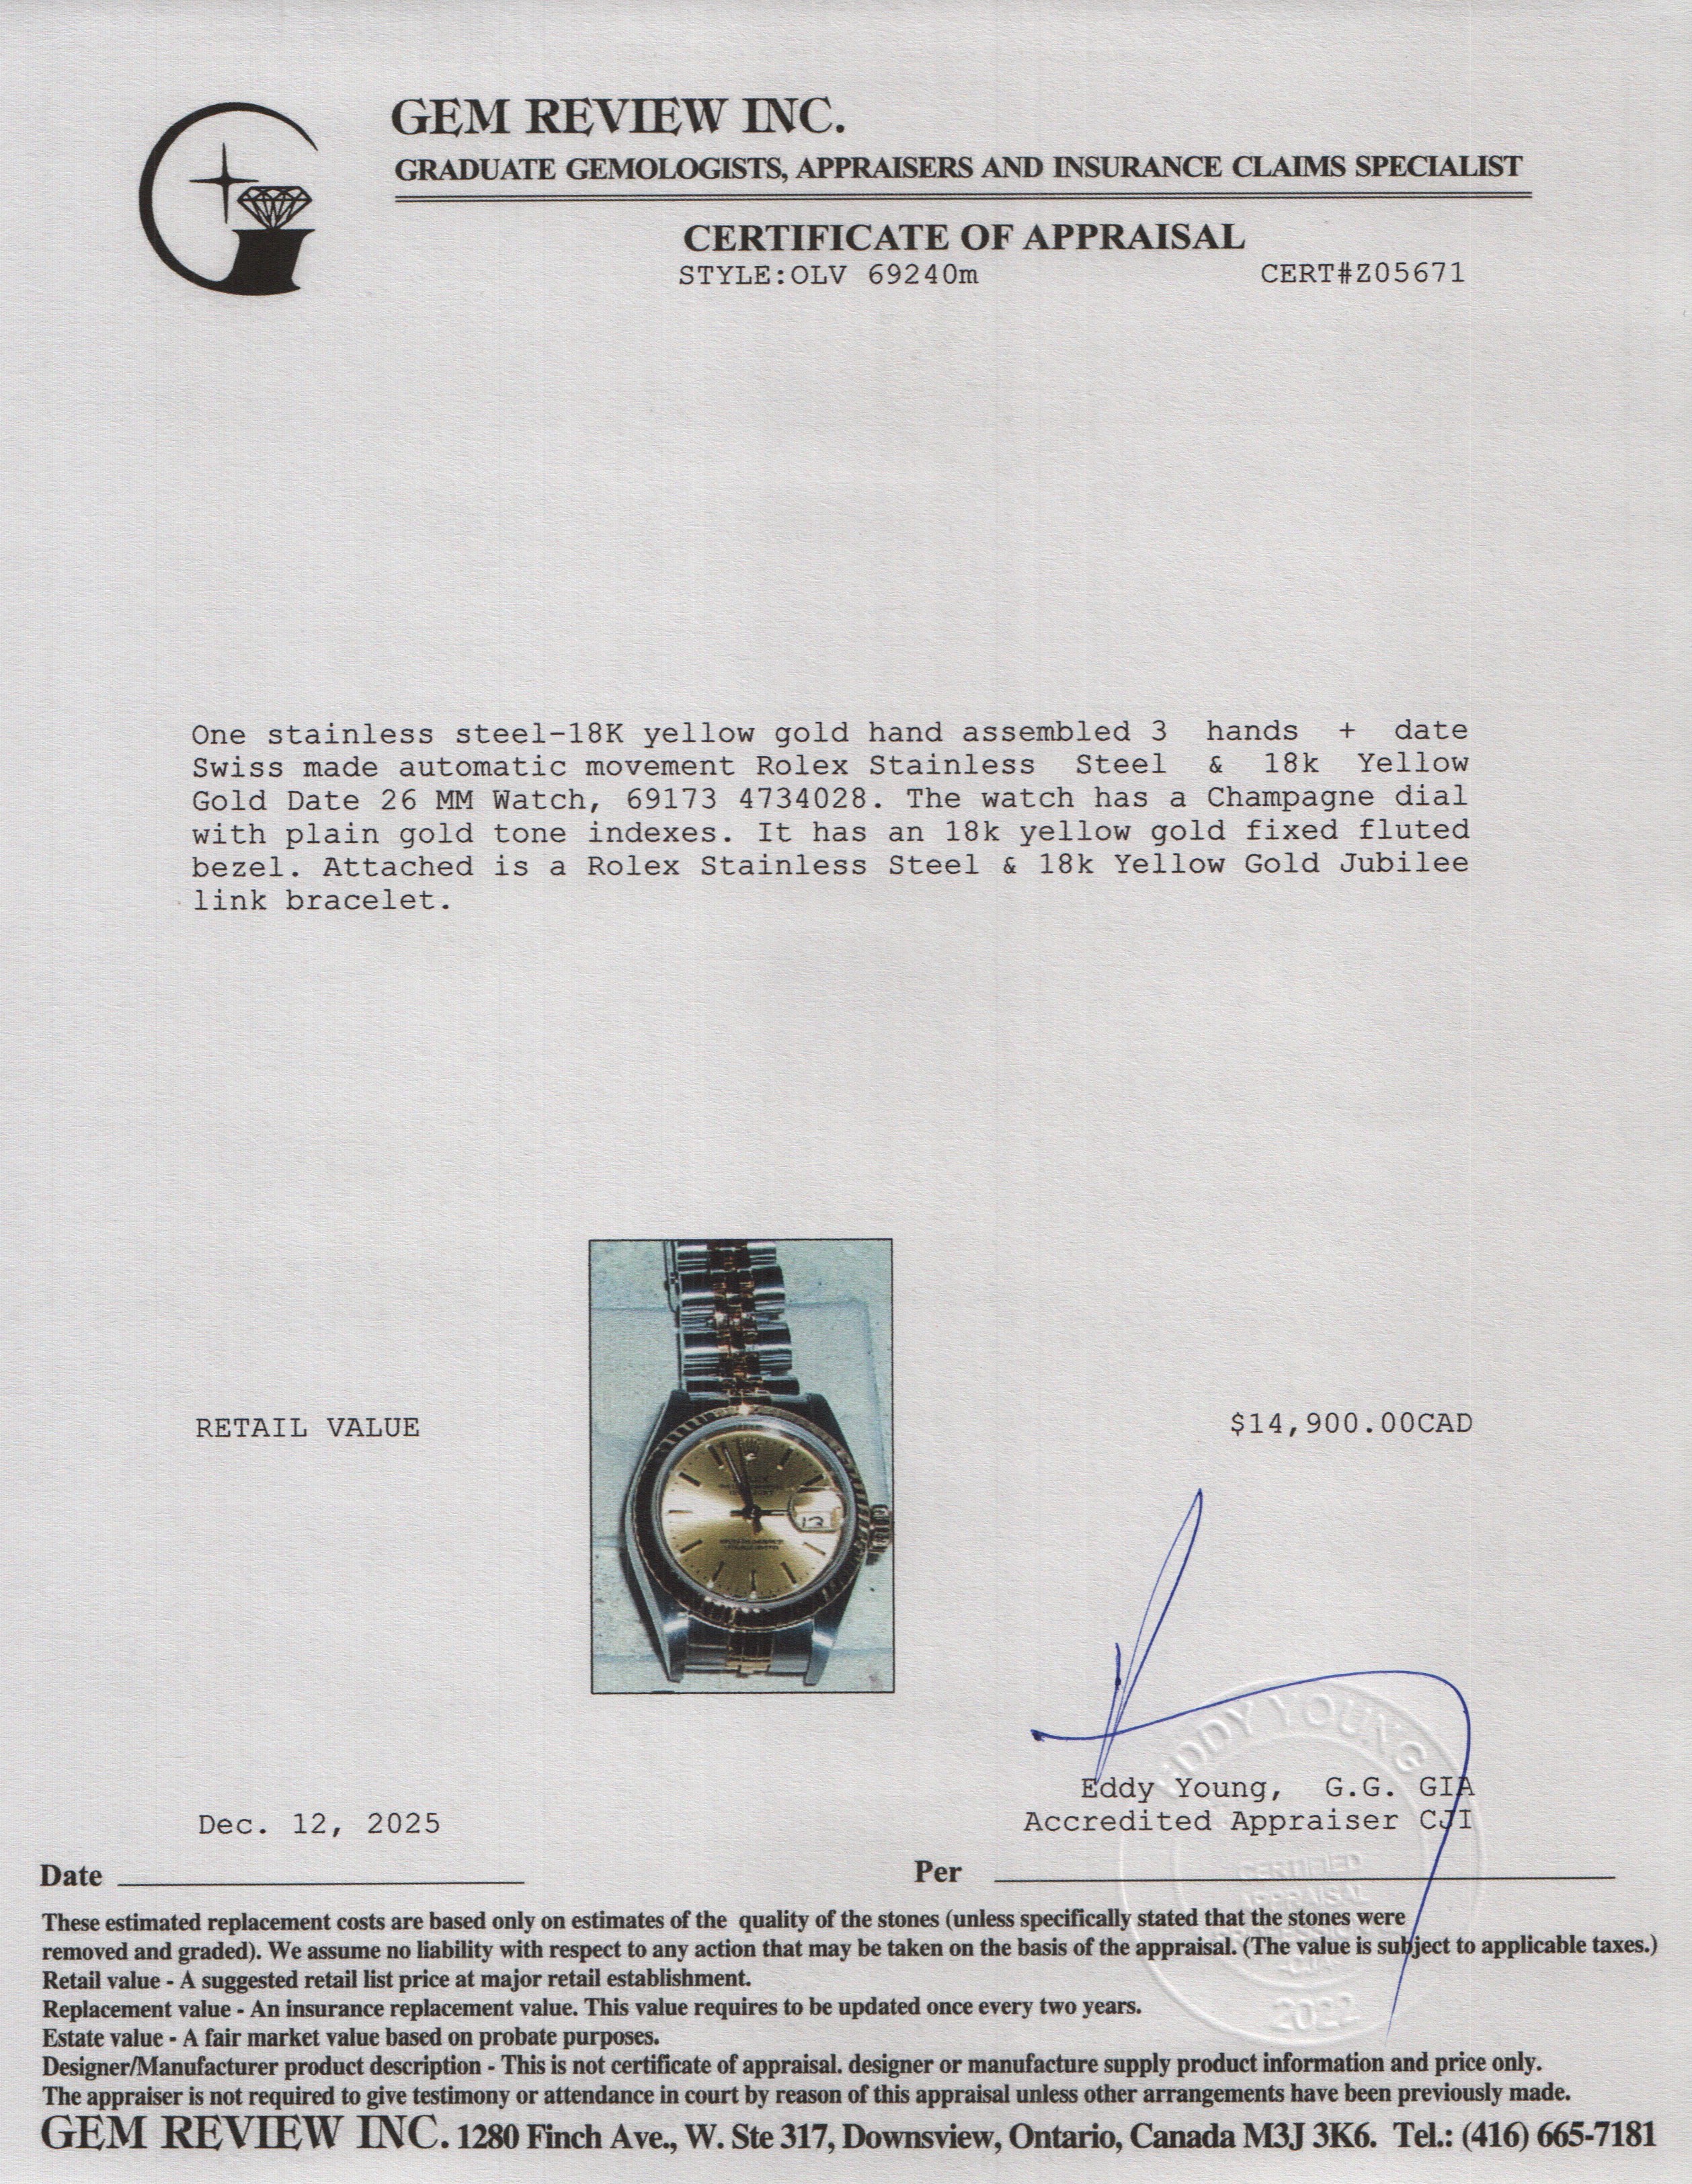 GEM REVIEW INC.
GRADUATE GEMOLOGISTS, APPRAISERS AND INSURANCE CLAIMS SPECIALIST
CERTIFICATE OF APPRAISAL
STYLE:OLV 69240m CERT#Z05671
One stainless steel-18K yellow gold hand assembled 3 hands + date
Swiss made automatic movement Rolex Stainless Steel & 18k Yellow
Gold Date 26 MM Watch, 69173 4734028. The watch has a Champagne dial
with plain gold tone indexes. It has an 18k yellow gold fixed fluted
bezel. Attached is a Rolex Stainless Steel & 18k Yellow Gold Jubilee
link bracelet.
13
RETAIL VALUE $14,900.00CAD
EDDY YOUNG
Eddy Young, G.G. GIA
Dec. 12, 2025 Accredited Appraiser CJI
Date Per
CERTIFIED
APPRAISAL
2022
These estimated replacement costs are based only on estimates of the quality of the stones (unless specifically stated that the stones were
removed and graded). We assume no liability with respect to any action that may be taken on the basis of the appraisal. (The value is subject to applicable taxes.)
Retail value - A suggested retail list price at major retail establishment.
Replacement value - An insurance replacement value. This value requires to be updated once every two years.
Estate value - A fair market value based on probate purposes.
Designer/Manufacturer product description - This is not certificate of appraisal. designer or manufacture supply product information and price only.
The appraiser is not required to give testimony or attendance in court by reason of this appraisal unless other arrangements have been previously made.
GEM REVIEW INC. 1280 Finch Ave., W. Ste 317, Downsview, Ontario, Canada M3J 3K6. Tel.: (416) 665-7181